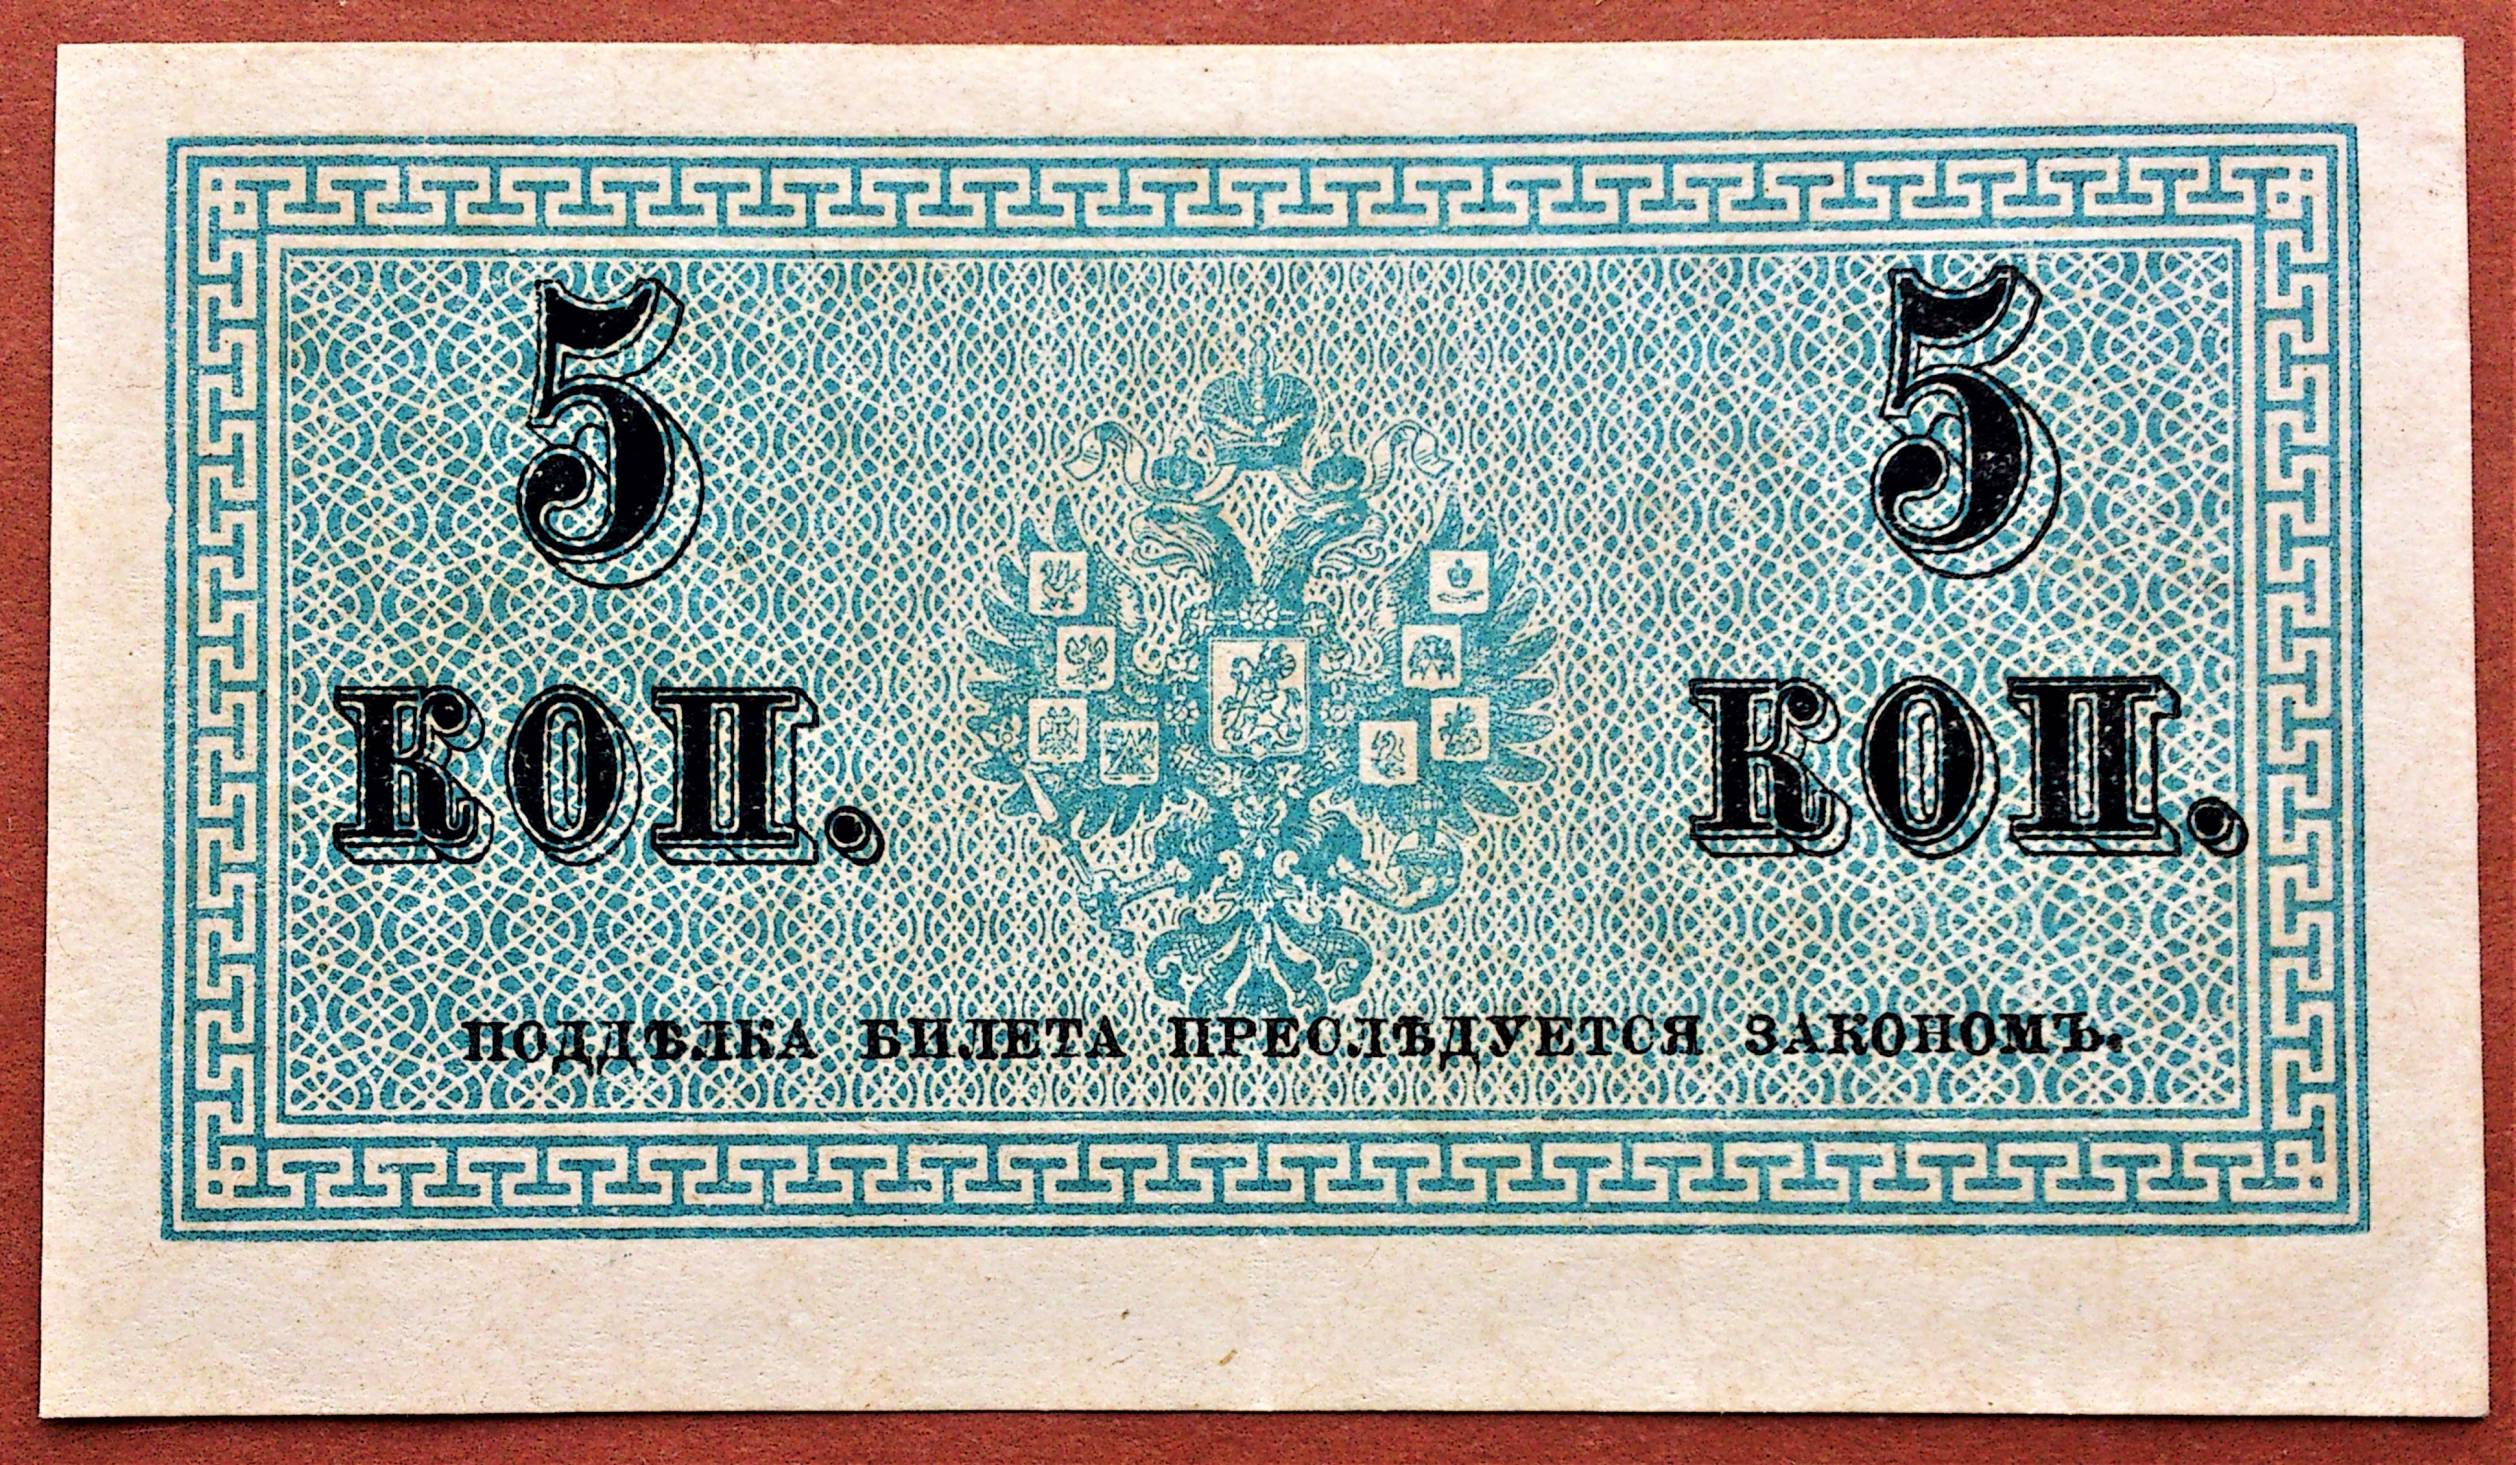 5 5
КОП. КОП.
ПОДДѢЛКА БИЛЕТА ПРЕСЛѢДУЕТСЯ ЗАКОНОМЪ.